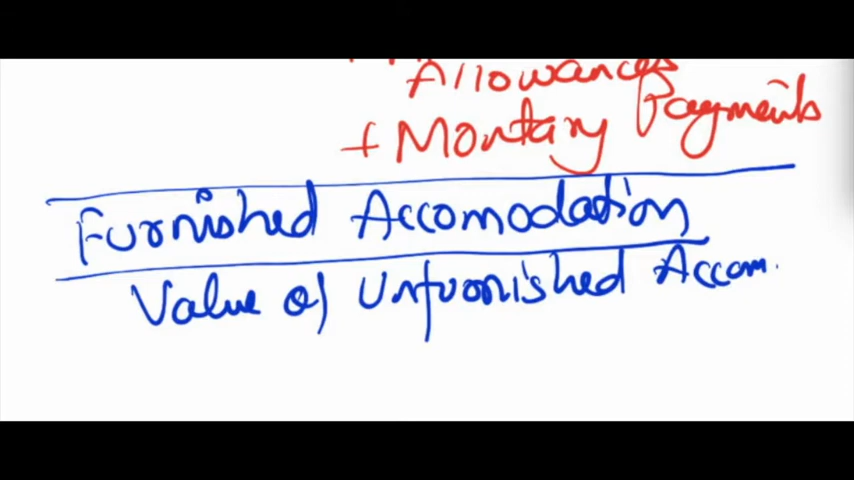 Allowances
+ Montary Payments
Furnished Accomodation
Value of Unfurnished Accom.